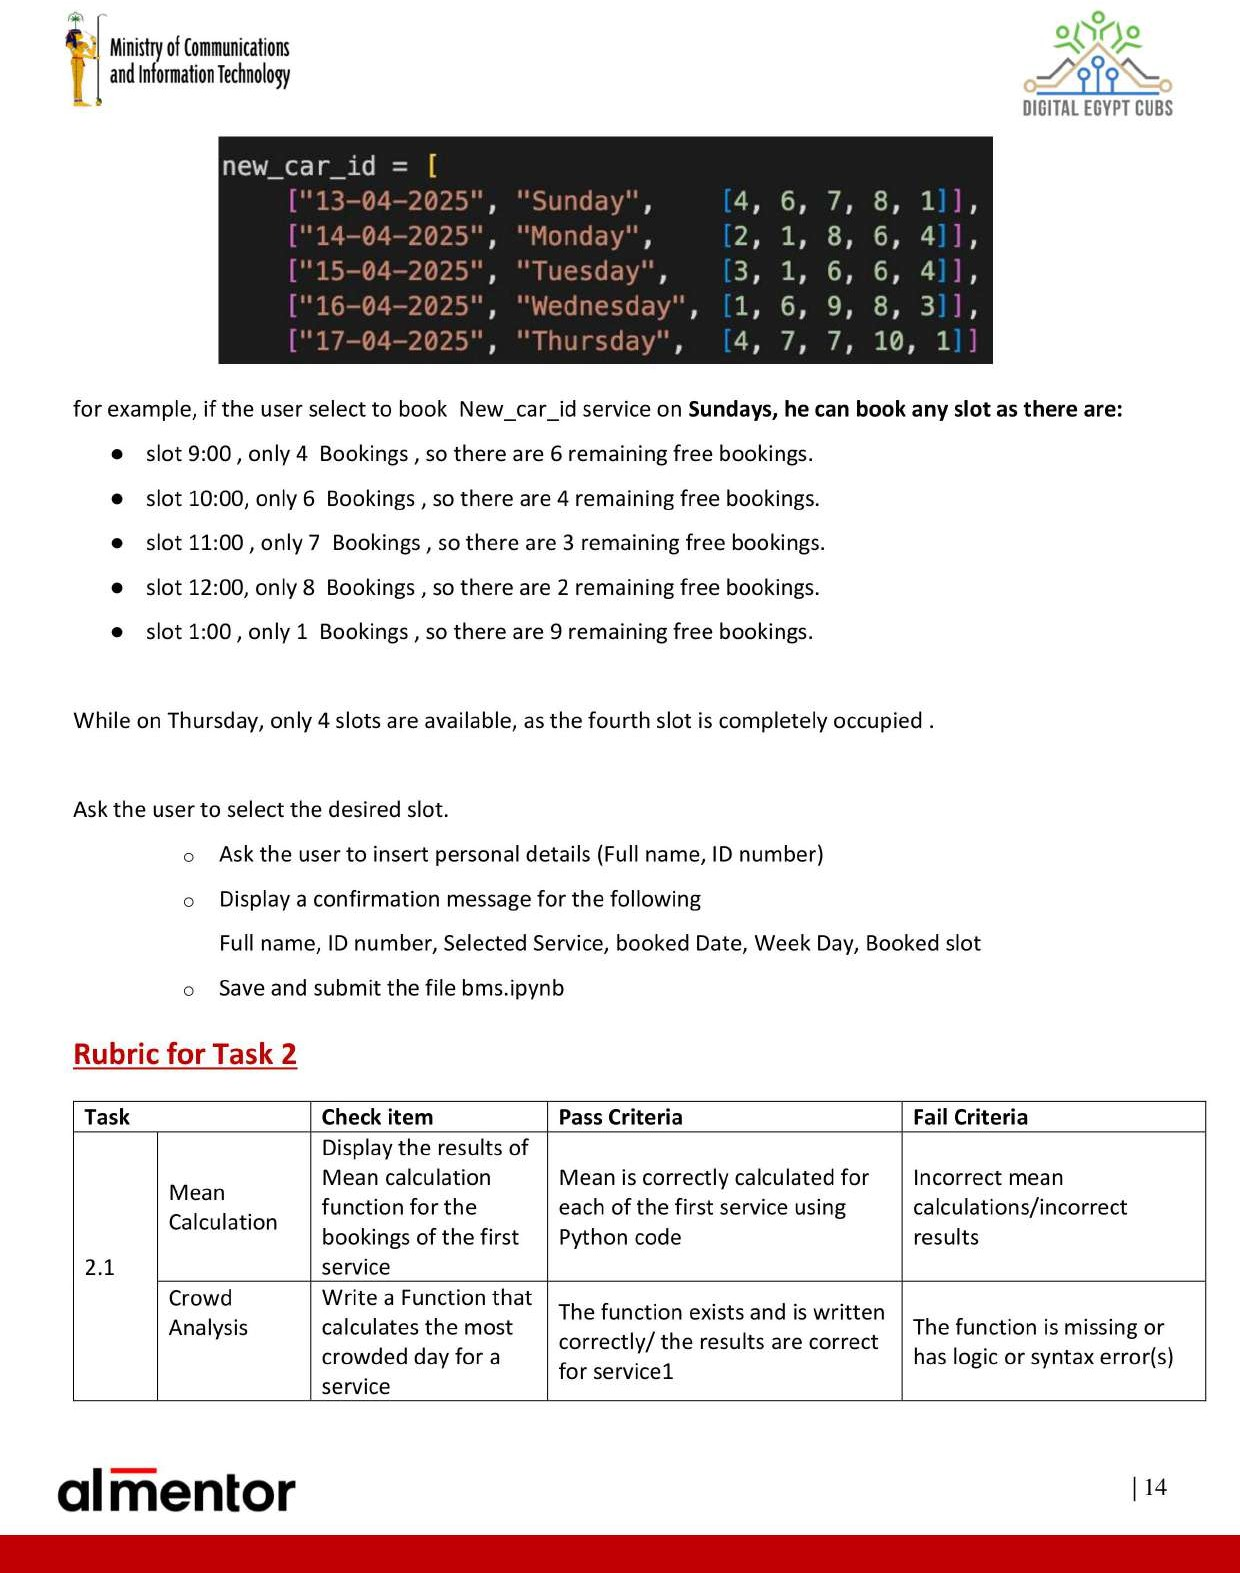 Ministry of Communications
and Information Technology
DIGITAL EGYPT CUBS
new_car_id = [
["13-04-2025", "Sunday", [4, 6, 7, 8, 1]],
["14-04-2025", "Monday", [2, 1, 8, 6, 4]],
["15-04-2025", "Tuesday", [3, 1, 6, 6, 4]],
["16-04-2025", "Wednesday", [1, 6, 9, 8, 3]],
["17-04-2025", "Thursday", [4, 7, 7, 10, 1]]
for example, if the user select to book New_car_id service on Sundays, he can book any slot as there are:
● slot 9:00 , only 4 Bookings , so there are 6 remaining free bookings.
● slot 10:00, only 6 Bookings , so there are 4 remaining free bookings.
● slot 11:00 , only 7 Bookings , so there are 3 remaining free bookings.
● slot 12:00, only 8 Bookings , so there are 2 remaining free bookings.
● slot 1:00 , only 1 Bookings , so there are 9 remaining free bookings.
While on Thursday, only 4 slots are available, as the fourth slot is completely occupied .
Ask the user to select the desired slot.
o Ask the user to insert personal details (Full name, ID number)
o Display a confirmation message for the following
Full name, ID number, Selected Service, booked Date, Week Day, Booked slot
o Save and submit the file bms.ipynb
Rubric for Task 2
Task Check item Pass Criteria Fail Criteria
2.1
Mean
Calculation
Display the results of
Mean calculation
function for the
bookings of the first
service
Mean is correctly calculated for
each of the first service using
Python code
Incorrect mean
calculations/incorrect
results
Crowd
Analysis
Write a Function that
calculates the most
crowded day for a
service
The function exists and is written
correctly/ the results are correct
for service1
The function is missing or
has logic or syntax error(s)
almentor
| 14